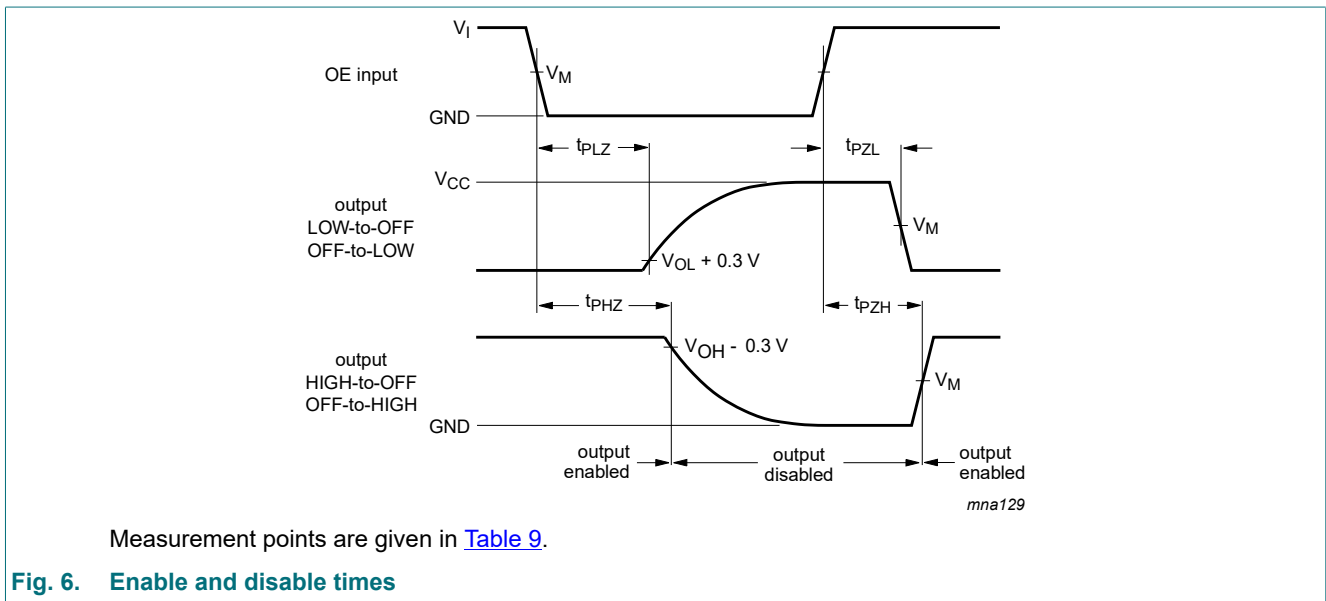 V_I
OE input
V_M
GND
t_PLZ
t_PZL
V_CC
output
LOW-to-OFF
OFF-to-LOW
V_M
V_OL + 0.3 V
t_PHZ
t_PZH
V_OH - 0.3 V
output
HIGH-to-OFF
OFF-to-HIGH
V_M
GND
output
enabled
output
disabled
output
enabled
mna129
Measurement points are given in Table 9.
Fig. 6. Enable and disable times